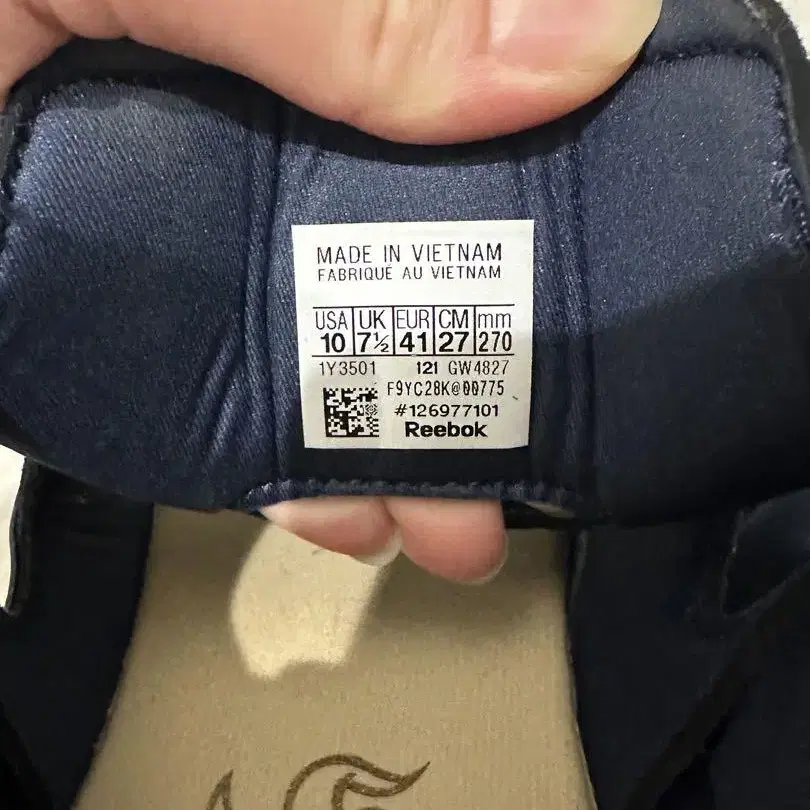 MADE IN VIETNAM
FABRIQUÉ AU VIETNAM
USA UK EUR CM mm
10 7½ 41 27 270
1Y3501 121 GW4827
F9YC28K@00775
#126977101
Reebok